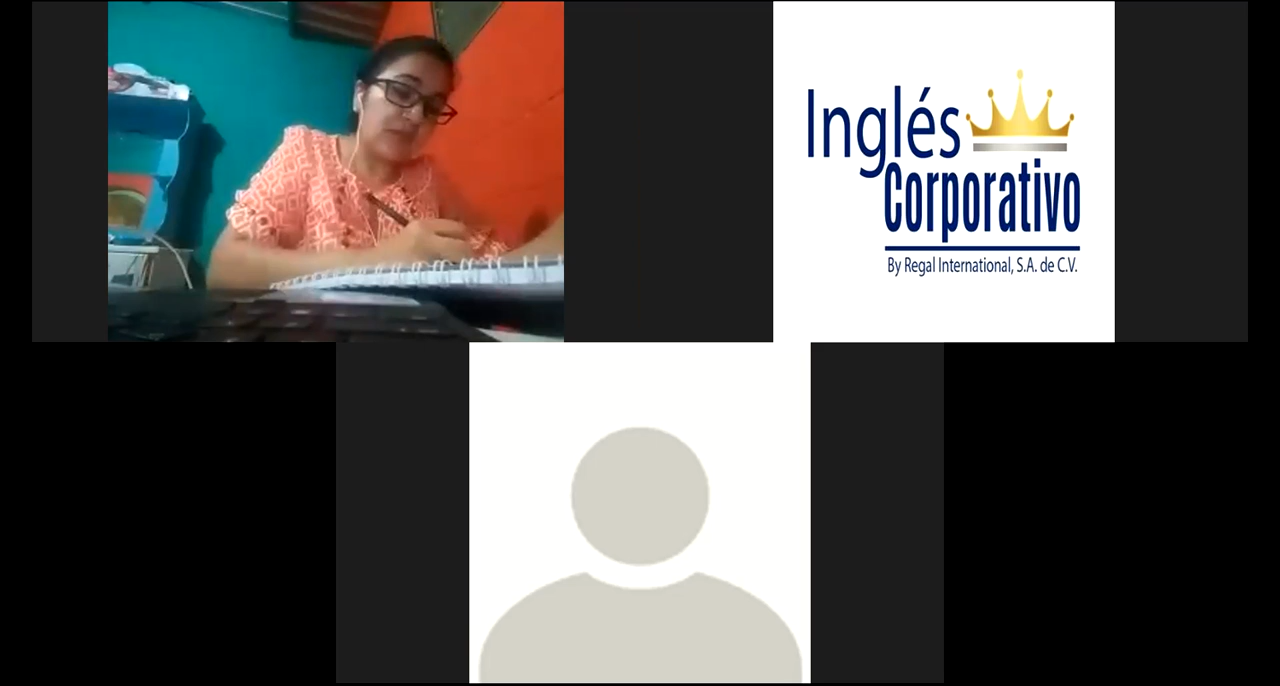 Inglés
Corporativo
By Regal International, S.A. de C.V.